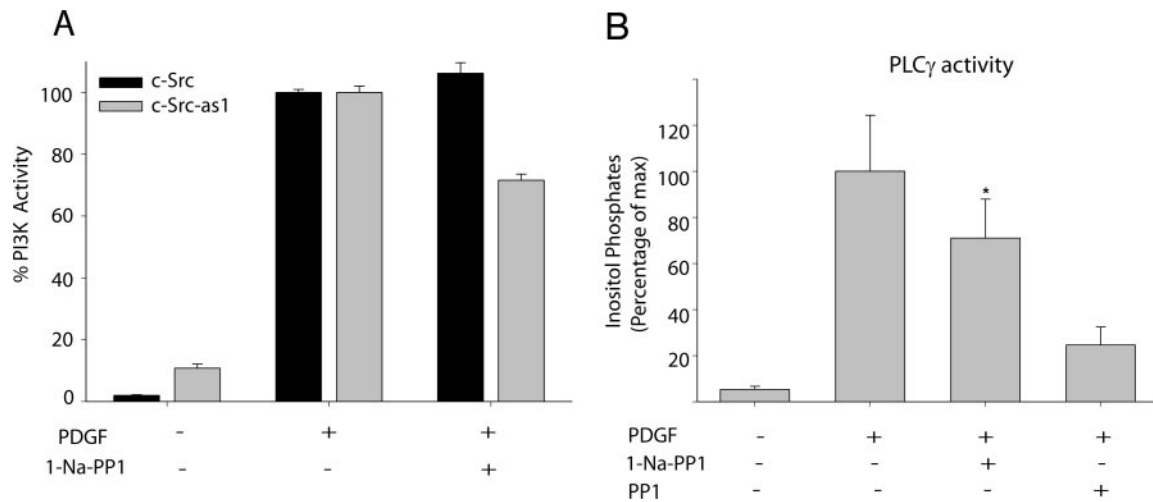 A
c-Src
c-Src-as1
% PI3K Activity
100
80
60
40
20
0
PDGF - + +
1-Na-PP1 - - +
B
PLCγ activity
Inositol Phosphates
(Percentage of max)
120
100
80
60
40
20
*
PDGF - + + +
1-Na-PP1 - - + -
PP1 - - - +